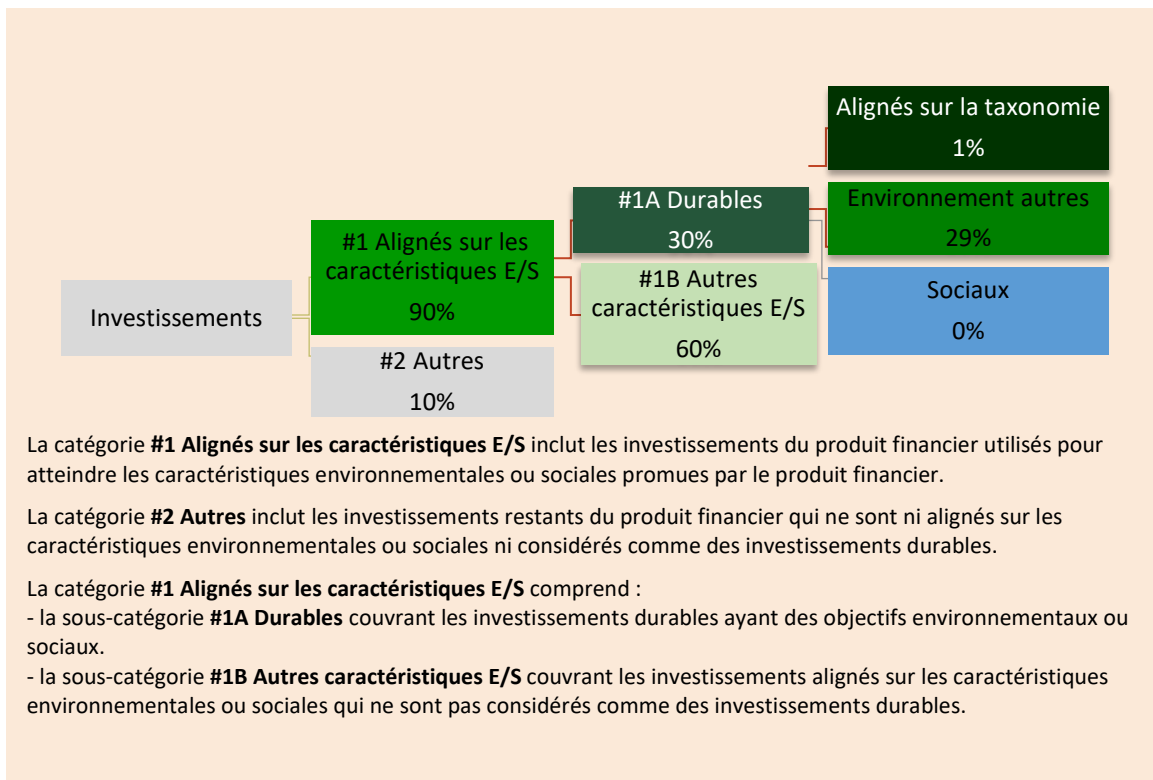 Alignés sur la taxonomie
1%
#1A Durables
30%
Environnement autres
29%
#1 Alignés sur les
caractéristiques E/S
90%
#1B Autres
caractéristiques E/S
60%
Sociaux
0%
Investissements
#2 Autres
10%
La catégorie #1 Alignés sur les caractéristiques E/S inclut les investissements du produit financier utilisés pour
atteindre les caractéristiques environnementales ou sociales promues par le produit financier.
La catégorie #2 Autres inclut les investissements restants du produit financier qui ne sont ni alignés sur les
caractéristiques environnementales ou sociales ni considérés comme des investissements durables.
La catégorie #1 Alignés sur les caractéristiques E/S comprend :
- la sous-catégorie #1A Durables couvrant les investissements durables ayant des objectifs environnementaux ou
sociaux.
- la sous-catégorie #1B Autres caractéristiques E/S couvrant les investissements alignés sur les caractéristiques
environnementales ou sociales qui ne sont pas considérés comme des investissements durables.